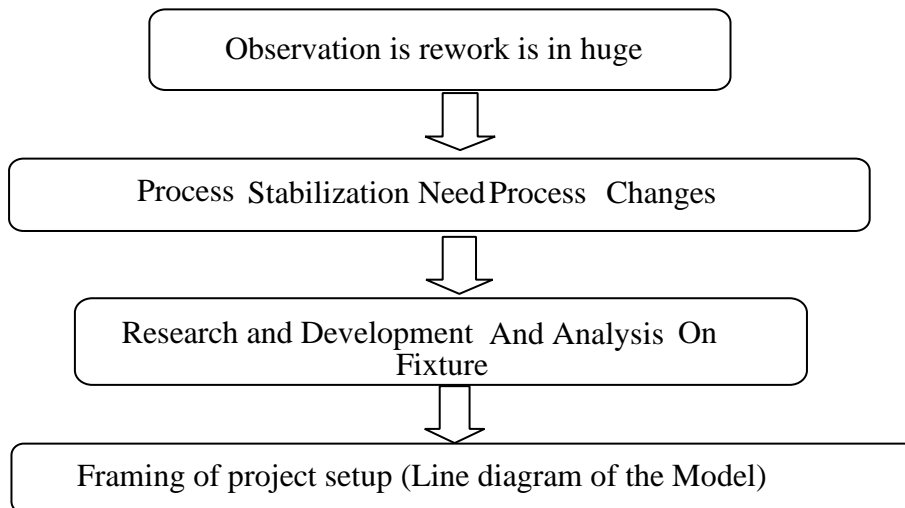 Observation is rework is in huge
Process Stabilization Need Process Changes
Research and Development And Analysis On
Fixture
Framing of project setup (Line diagram of the Model)